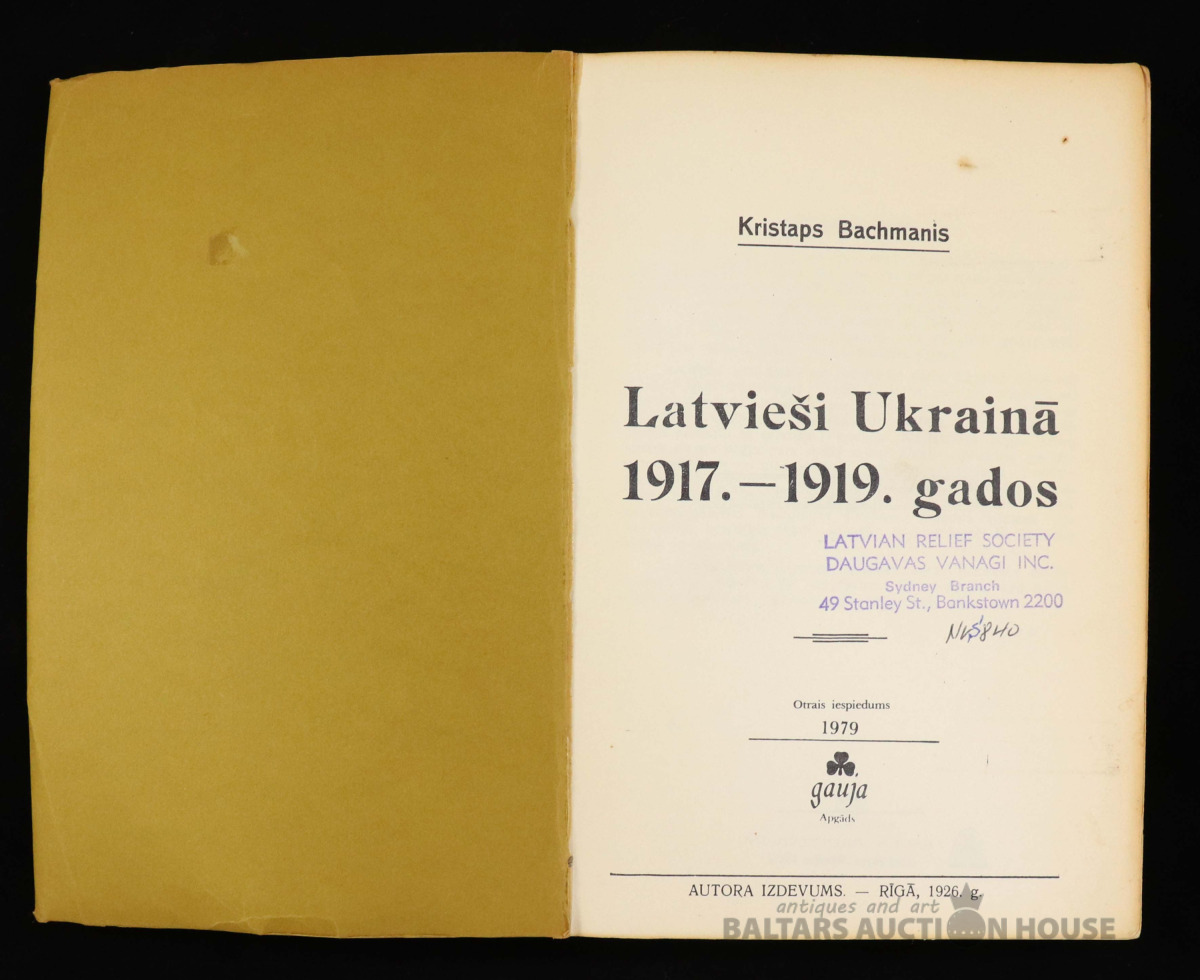 Kristaps Bachmanis
Latvieši Ukrainā
1917.—1919. gados
LATVIAN RELIEF SOCIETY
DAUGAVAS VANAGI INC.
Sydney Branch
49 Stanley St., Bankstown 2200
Otrais iespiedums
1979
gauja
Apgāds
AUTORA IZDEVUMS. — RĪGĀ, 1926. g.
antiques and art
BALTARS AUCTION HOUSE